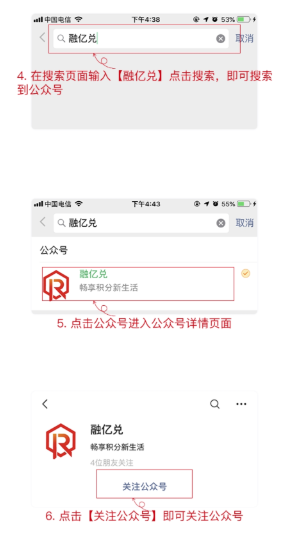 中国电信 下午4:38 53%
融亿兑 取消
4. 在搜索页面输入【融亿兑】点击搜索，即可搜索
到公众号
中国电信 下午4:43 55%
融亿兑 取消
公众号
融亿兑
畅享积分新生活
5. 点击公众号进入公众号详情页面
融亿兑
畅享积分新生活
4位朋友关注
关注公众号
6. 点击【关注公众号】即可关注公众号